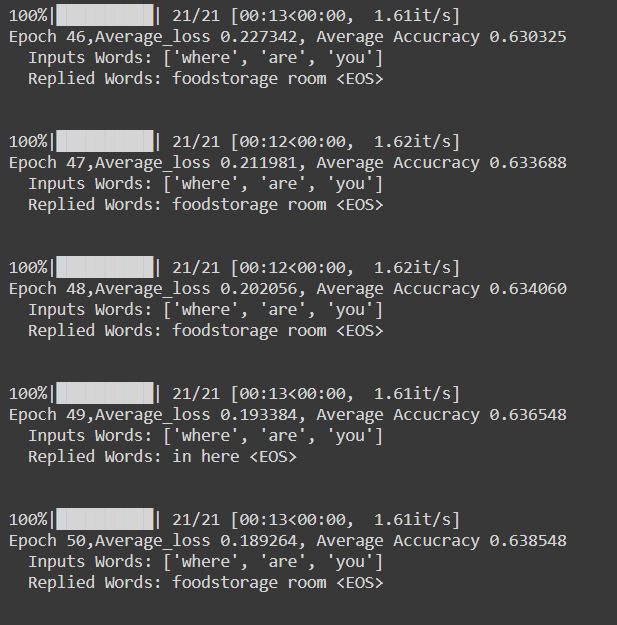 100%|██████████| 21/21 [00:13<00:00,  1.61it/s]
Epoch 46,Average_loss 0.227342, Average Accucracy 0.630325
  Inputs Words: ['where', 'are', 'you']
  Replied Words: foodstorage room <EOS>
100%|██████████| 21/21 [00:12<00:00,  1.62it/s]
Epoch 47,Average_loss 0.211981, Average Accucracy 0.633688
  Inputs Words: ['where', 'are', 'you']
  Replied Words: foodstorage room <EOS>
100%|██████████| 21/21 [00:12<00:00,  1.62it/s]
Epoch 48,Average_loss 0.202056, Average Accucracy 0.634060
  Inputs Words: ['where', 'are', 'you']
  Replied Words: foodstorage room <EOS>
100%|██████████| 21/21 [00:13<00:00,  1.61it/s]
Epoch 49,Average_loss 0.193384, Average Accucracy 0.636548
  Inputs Words: ['where', 'are', 'you']
  Replied Words: in here <EOS>
100%|██████████| 21/21 [00:13<00:00,  1.61it/s]
Epoch 50,Average_loss 0.189264, Average Accucracy 0.638548
  Inputs Words: ['where', 'are', 'you']
  Replied Words: foodstorage room <EOS>